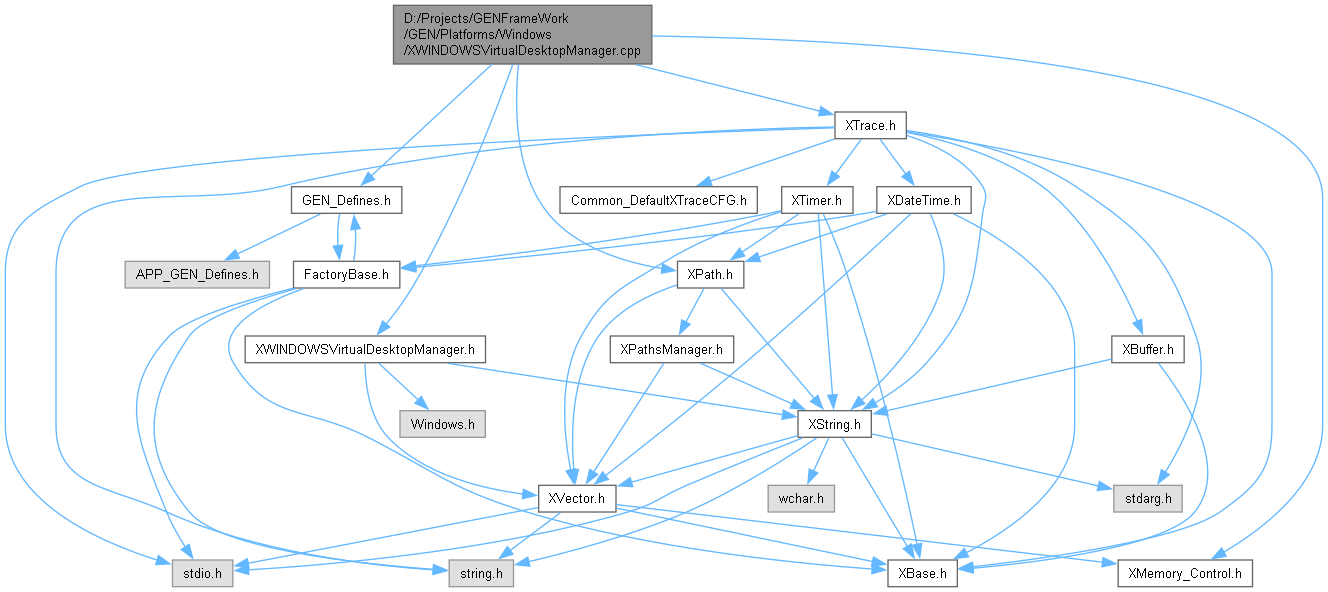 D:/Projects/GENFrameWork
/GEN/Platforms/Windows
/XWINDOWSVirtualDesktopManager.cpp
XTrace.h
GEN_Defines.h
Common_DefaultXTraceCFG.h
XTimer.h
XDateTime.h
APP_GEN_Defines.h
FactoryBase.h
XPath.h
XWINDOWSVirtualDesktopManager.h
XPathsManager.h
XBuffer.h
Windows.h
XString.h
XVector.h
wchar.h
stdarg.h
stdio.h
string.h
XBase.h
XMemory_Control.h